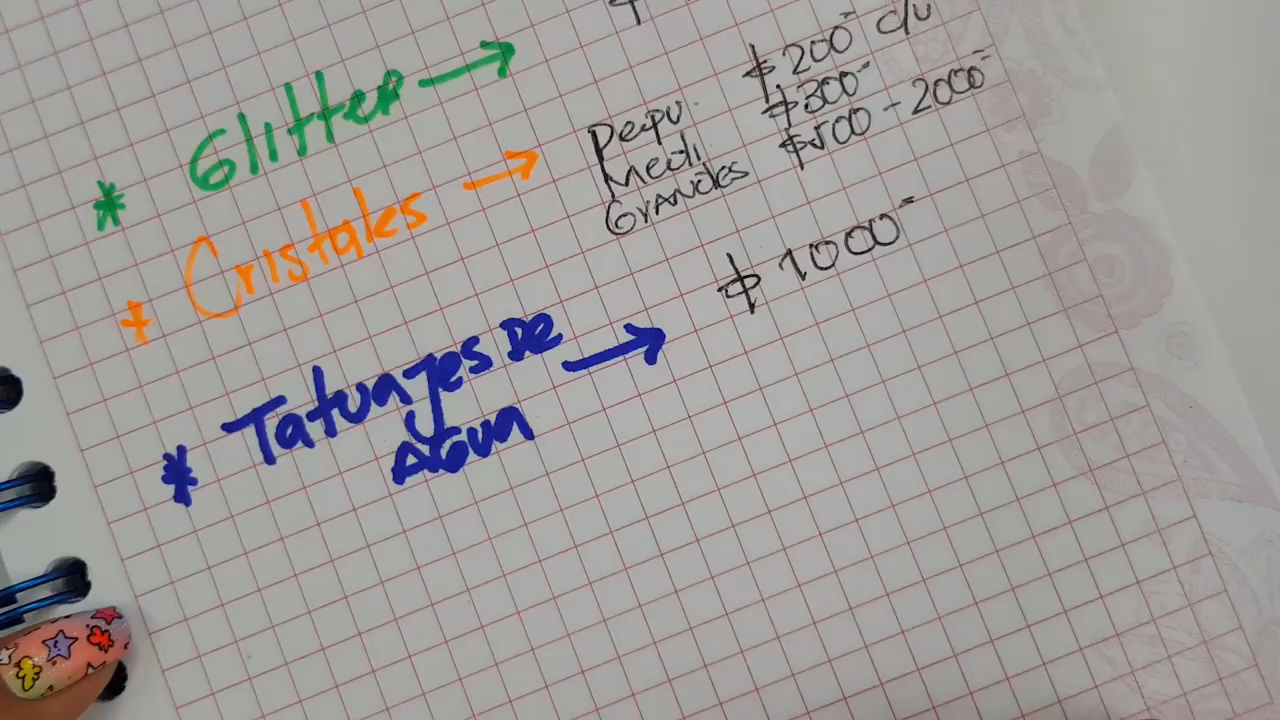 * Glitter →
* Cristales →
Pequ. $200- c/u
Medi. $300-
Grandes $500 - 2000-
* Tatuajes De → $1000-
Agua